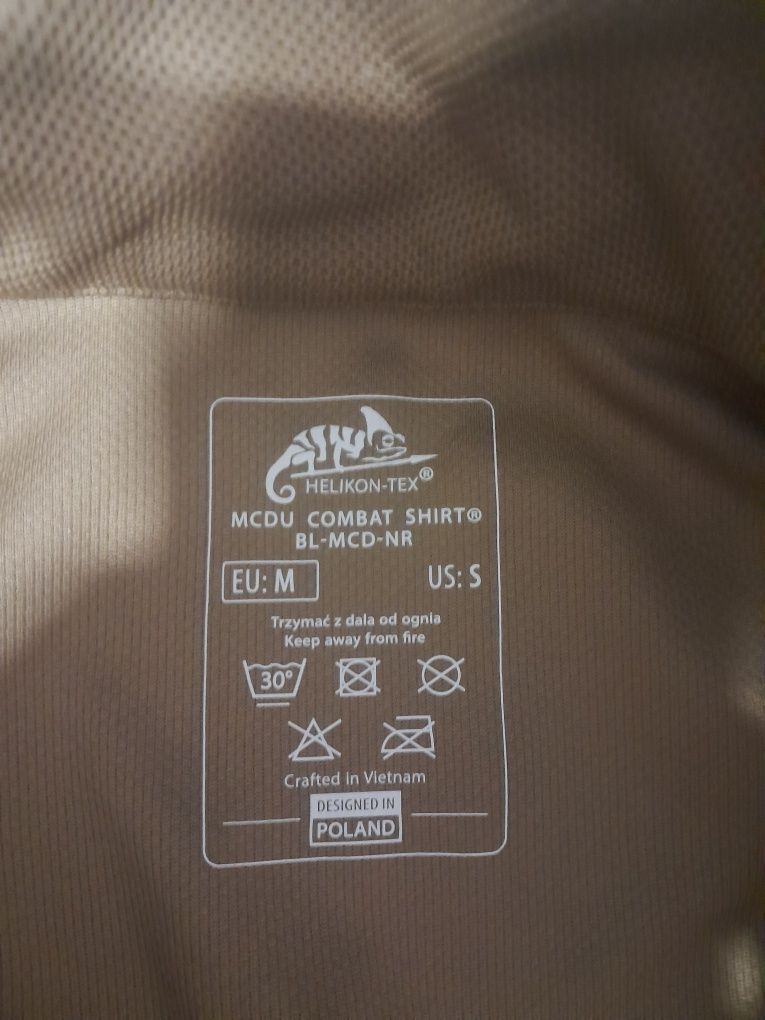 HELIKON-TEX®
MCDU COMBAT SHIRT®
BL-MCD-NR
EU: M US: S
Trzymać z dala od ognia
Keep away from fire
30°
Crafted in Vietnam
DESIGNED IN
POLAND